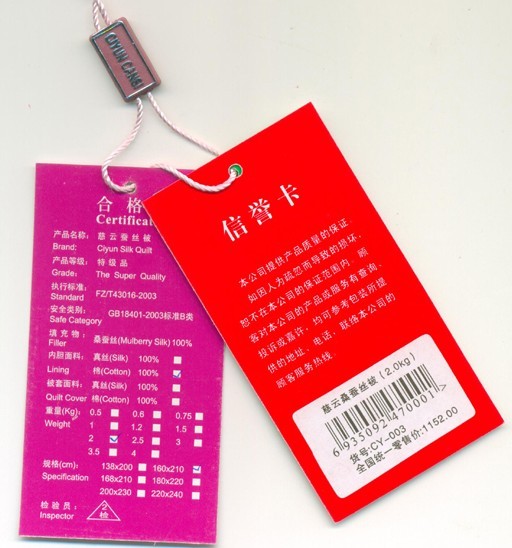 CIYUN CANSI
合格
Certificat
产品名称: 慈云蚕丝被
Brand: Ciyun Silk Quilt
产品等级: 特级品
Grade: The Super Quality
执行标准:
Standard FZ/T43016-2003
安全类别: GB18401-2003标准B类
Safe Category
填充物: 桑蚕丝(Mulberry Silk)100%
Filler
内胆面料: 真丝(Silk) 100%
Lining 棉(Cotton) 100%
被套面料: 真丝(Silk) 100%
Quilt Cover 棉(Cotton) 100%
重量(Kg): 0.5 0.6 0.75
Weight 1 1.2 1.5
2 2.5 3
3.5 4
规格(cm): 138x200 160x210
Specification 168x210 180x220
200x230 220x240
检验员: 2
Inspector 检
信誉卡
本公司提供产品质量的保证.
如因人为疏忽而导致的损坏,
恕不在本公司的保证范围内. 顾
客对本公司的产品或服务有查询、
投诉或嘉许, 均可参考包装所提
供的地址、电话, 联络本公司的
顾客服务热线.
慈云桑蚕丝被(2.0kg)
6 935092 470001 >
货号:CY-003
全国统一零售价:1152.00